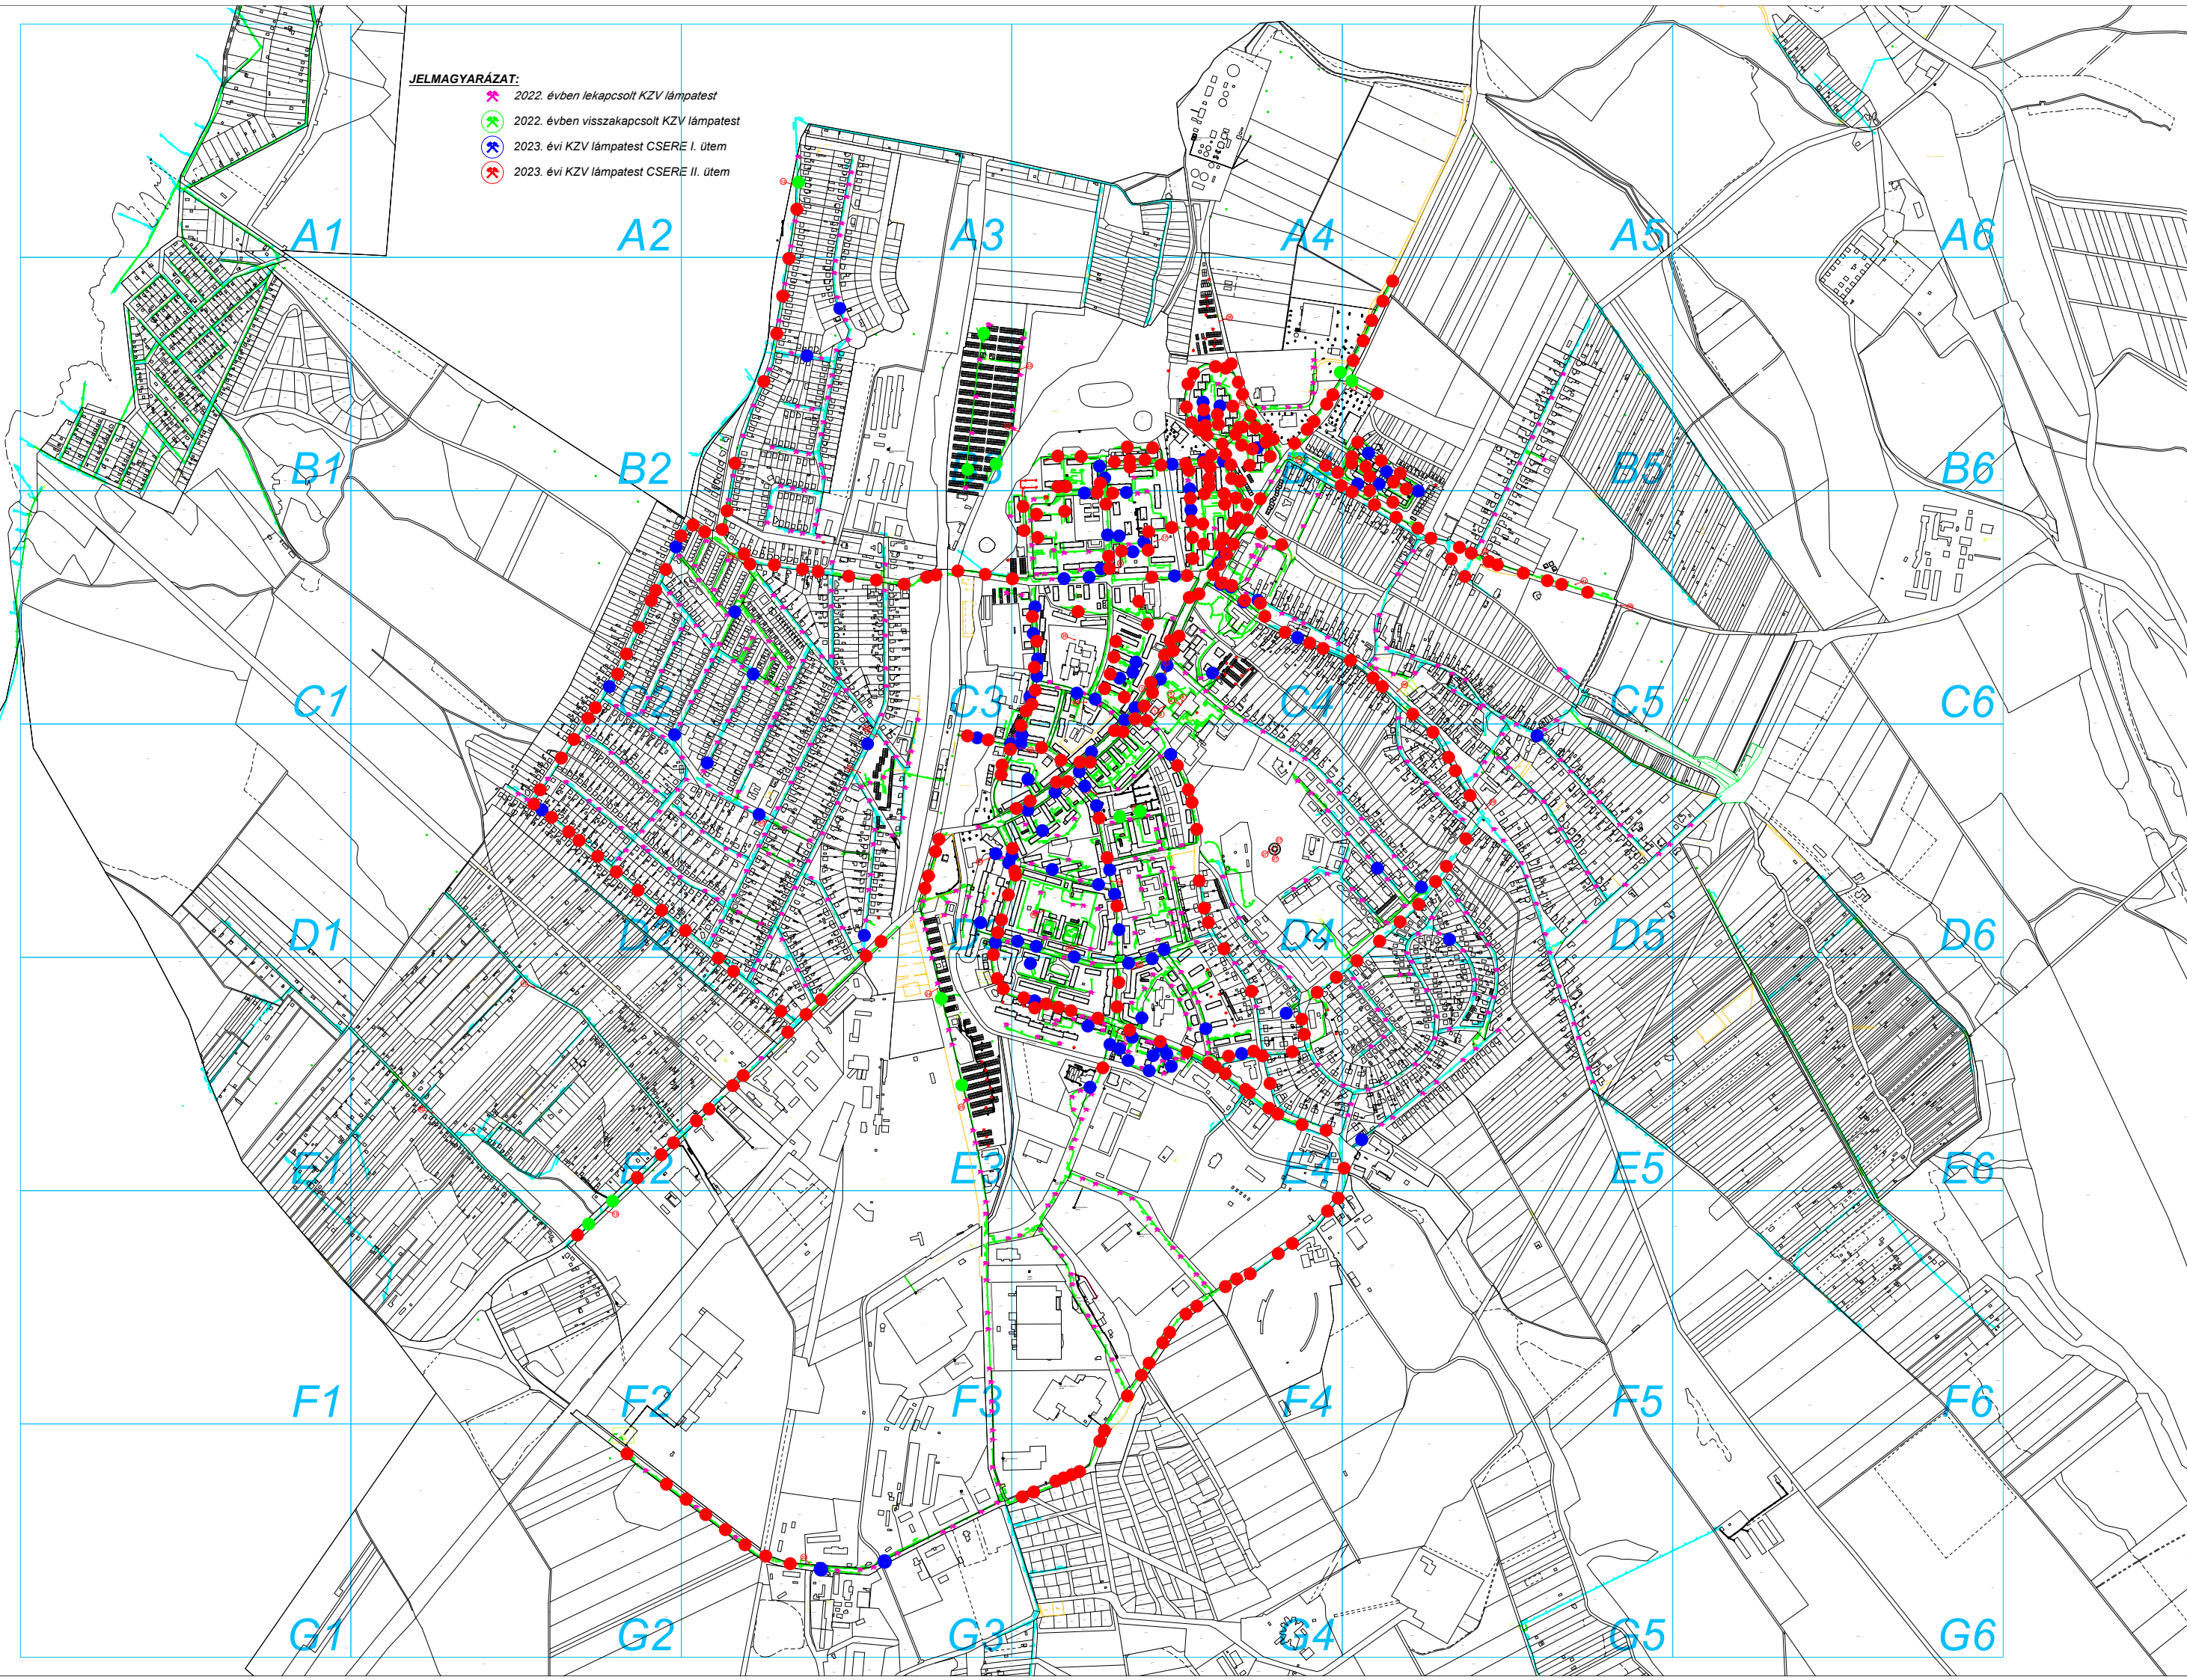 JELMAGYARÁZAT:
2022. évben lekapcsolt KZV lámpatest
2022. évben visszakapcsolt KZV lámpatest
2023. évi KZV lámpatest CSERE I. ütem
2023. évi KZV lámpatest CSERE II. ütem
A1 A2 A3 A4 A5 A6
B1 B2 B5 B6
C1 C2 C3 C4 C5 C6
D1 D2 D4 D5 D6
E1 E2 E3 E4 E5 E6
F1 F2 F3 F4 F5 F6
G1 G2 G3 G4 G5 G6